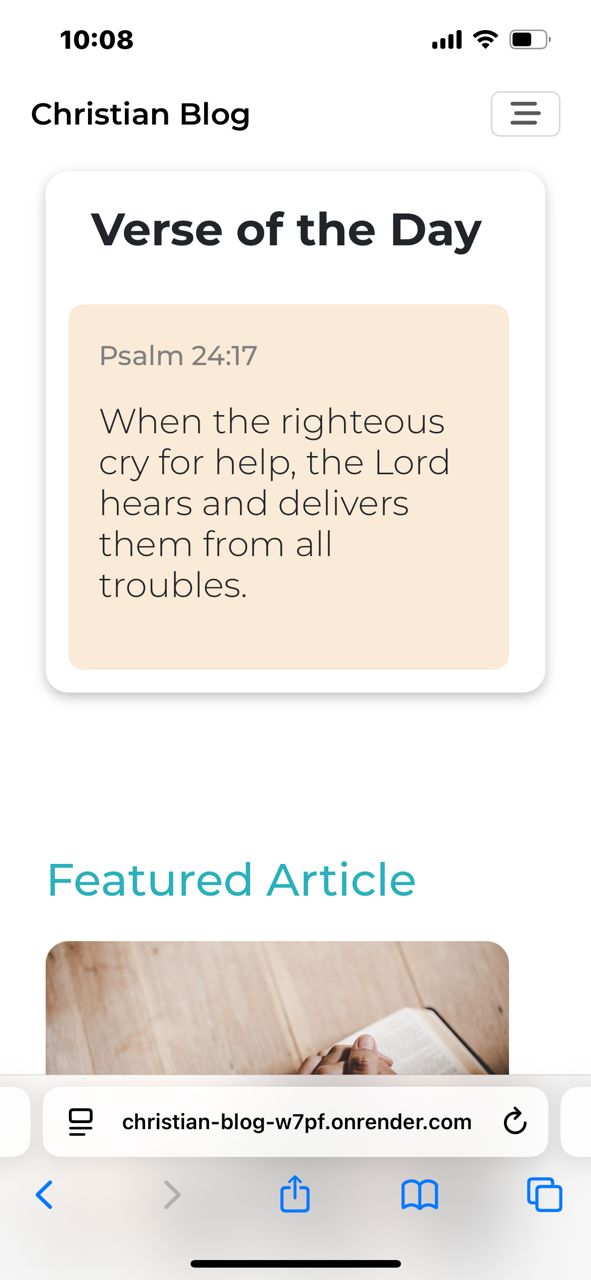 10:08
Christian Blog
Verse of the Day
Psalm 24:17
When the righteous
cry for help, the Lord
hears and delivers
them from all
troubles.
Featured Article
christian-blog-w7pf.onrender.com